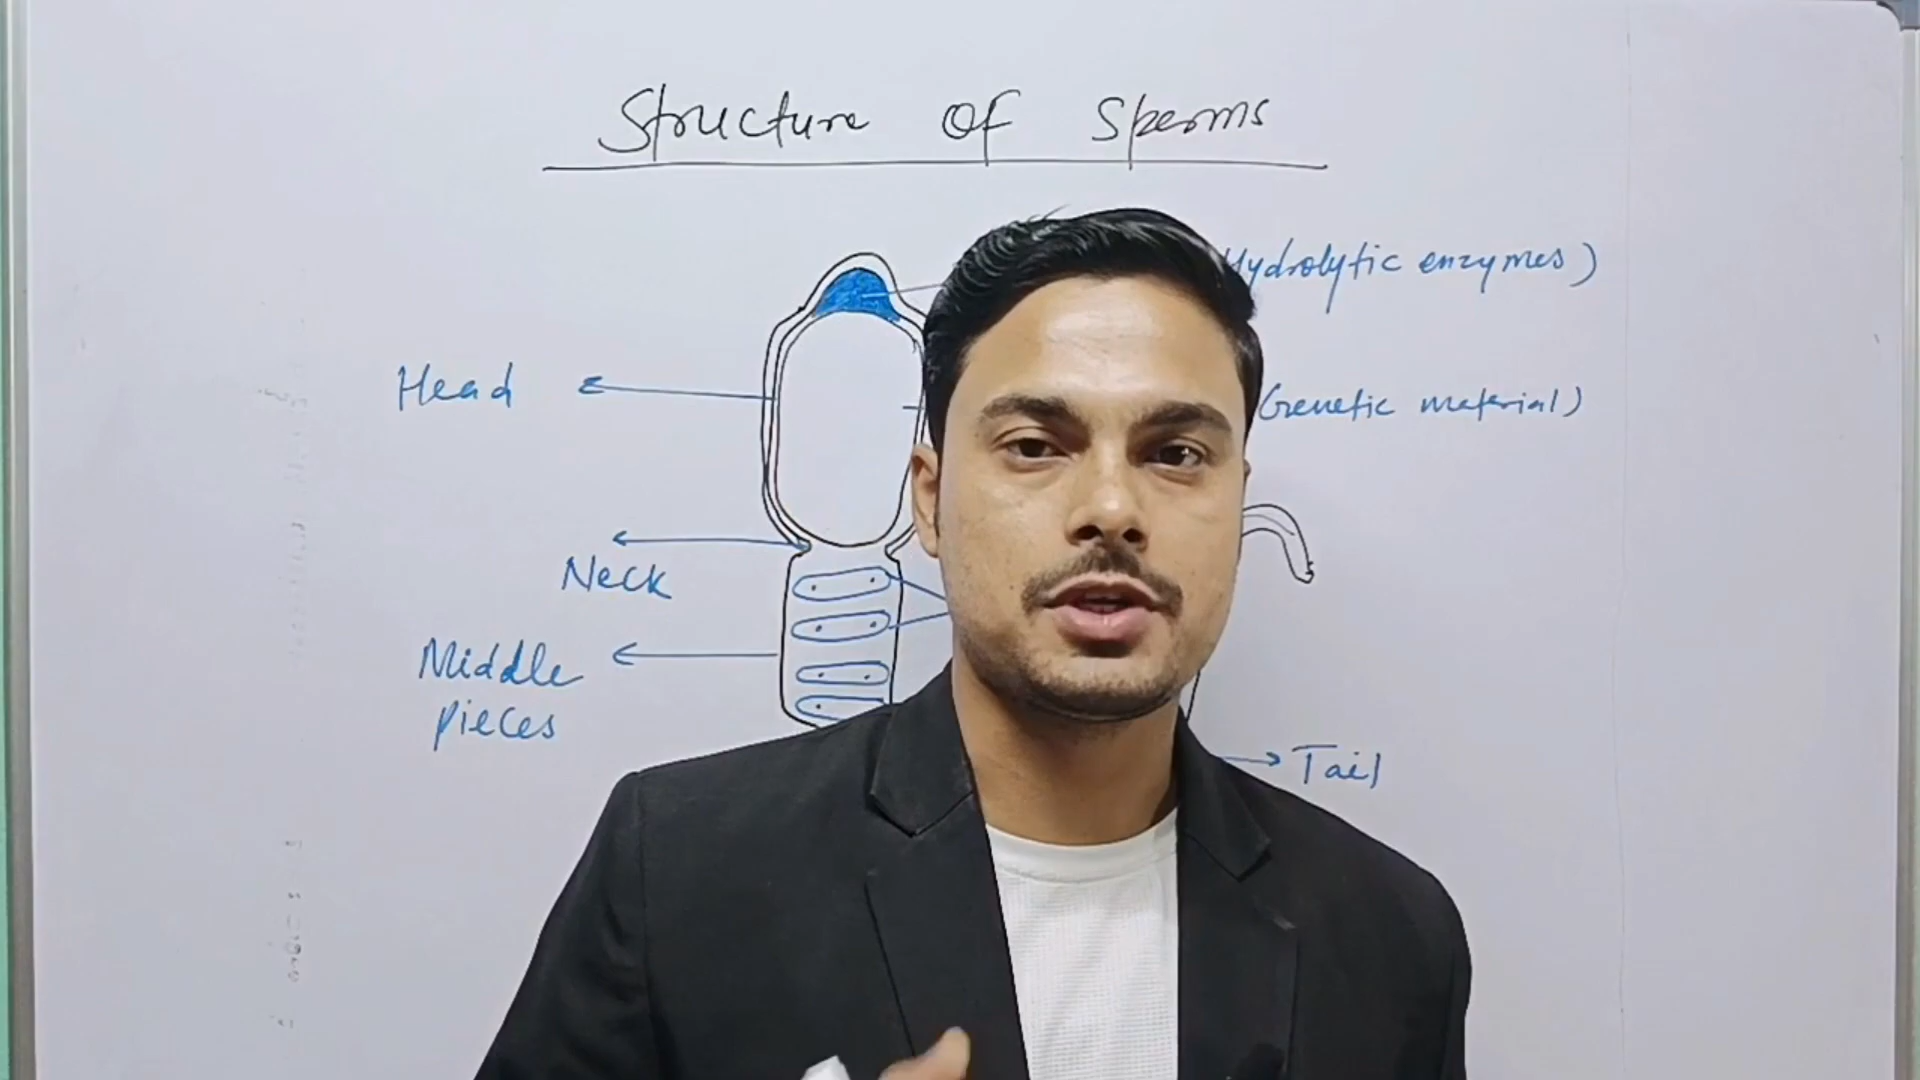 Structure Of Sperms
Hydrolytic enzymes)
Head
(Genetic material)
Neck
Middle
pieces
Tail